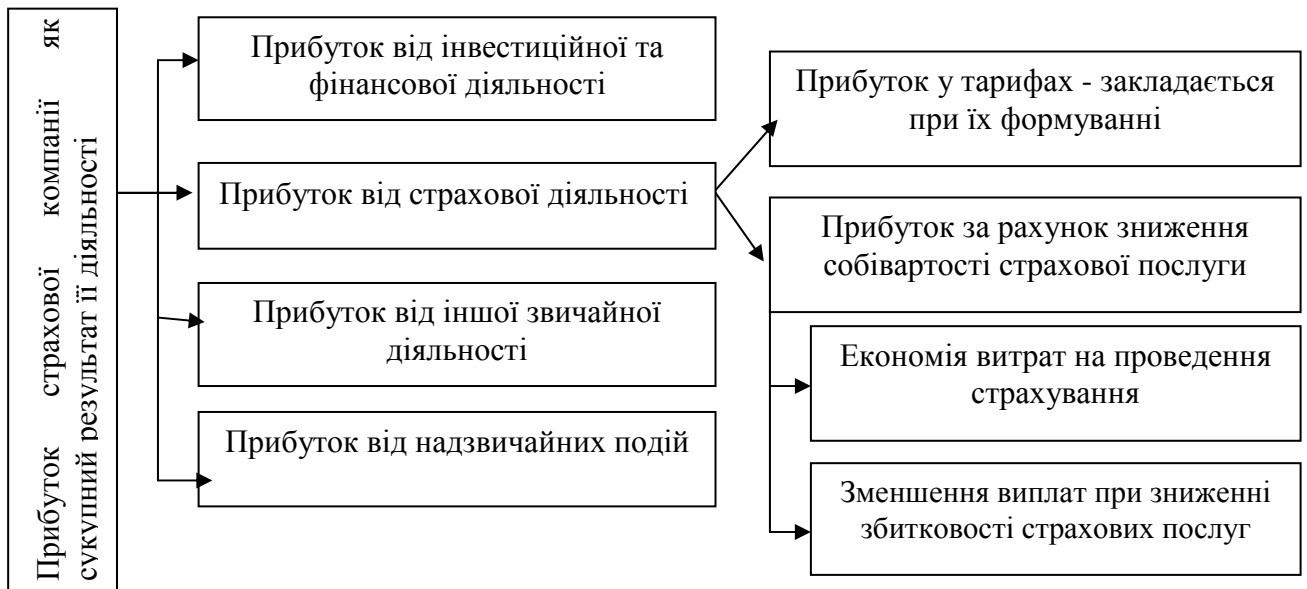 Прибуток страхової компанії як
сукупний результат її діяльності
Прибуток від інвестиційної та
фінансової діяльності
Прибуток від страхової діяльності
Прибуток від іншої звичайної
діяльності
Прибуток від надзвичайних подій
Прибуток у тарифах - закладається
при їх формуванні
Прибуток за рахунок зниження
собівартості страхової послуги
Економія витрат на проведення
страхування
Зменшення виплат при зниженні
збитковості страхових послуг